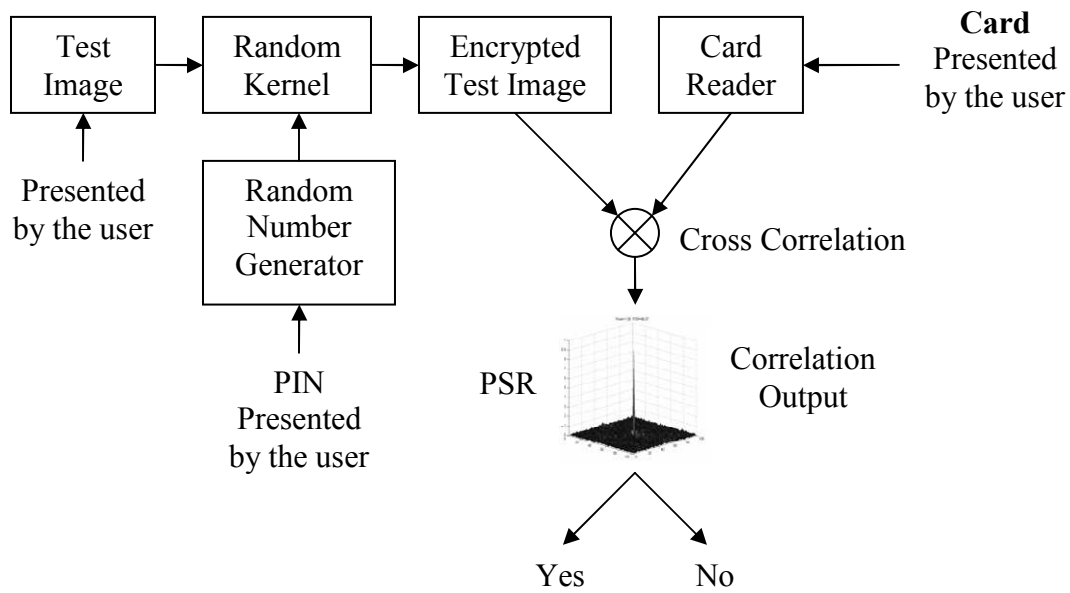 Test
Image
Random
Kernel
Encrypted
Test Image
Card
Reader
Card
Presented
by the user
Presented
by the user
Random
Number
Generator
Cross Correlation
PIN
Presented
by the user
PSR
Correlation
Output
Yes
No